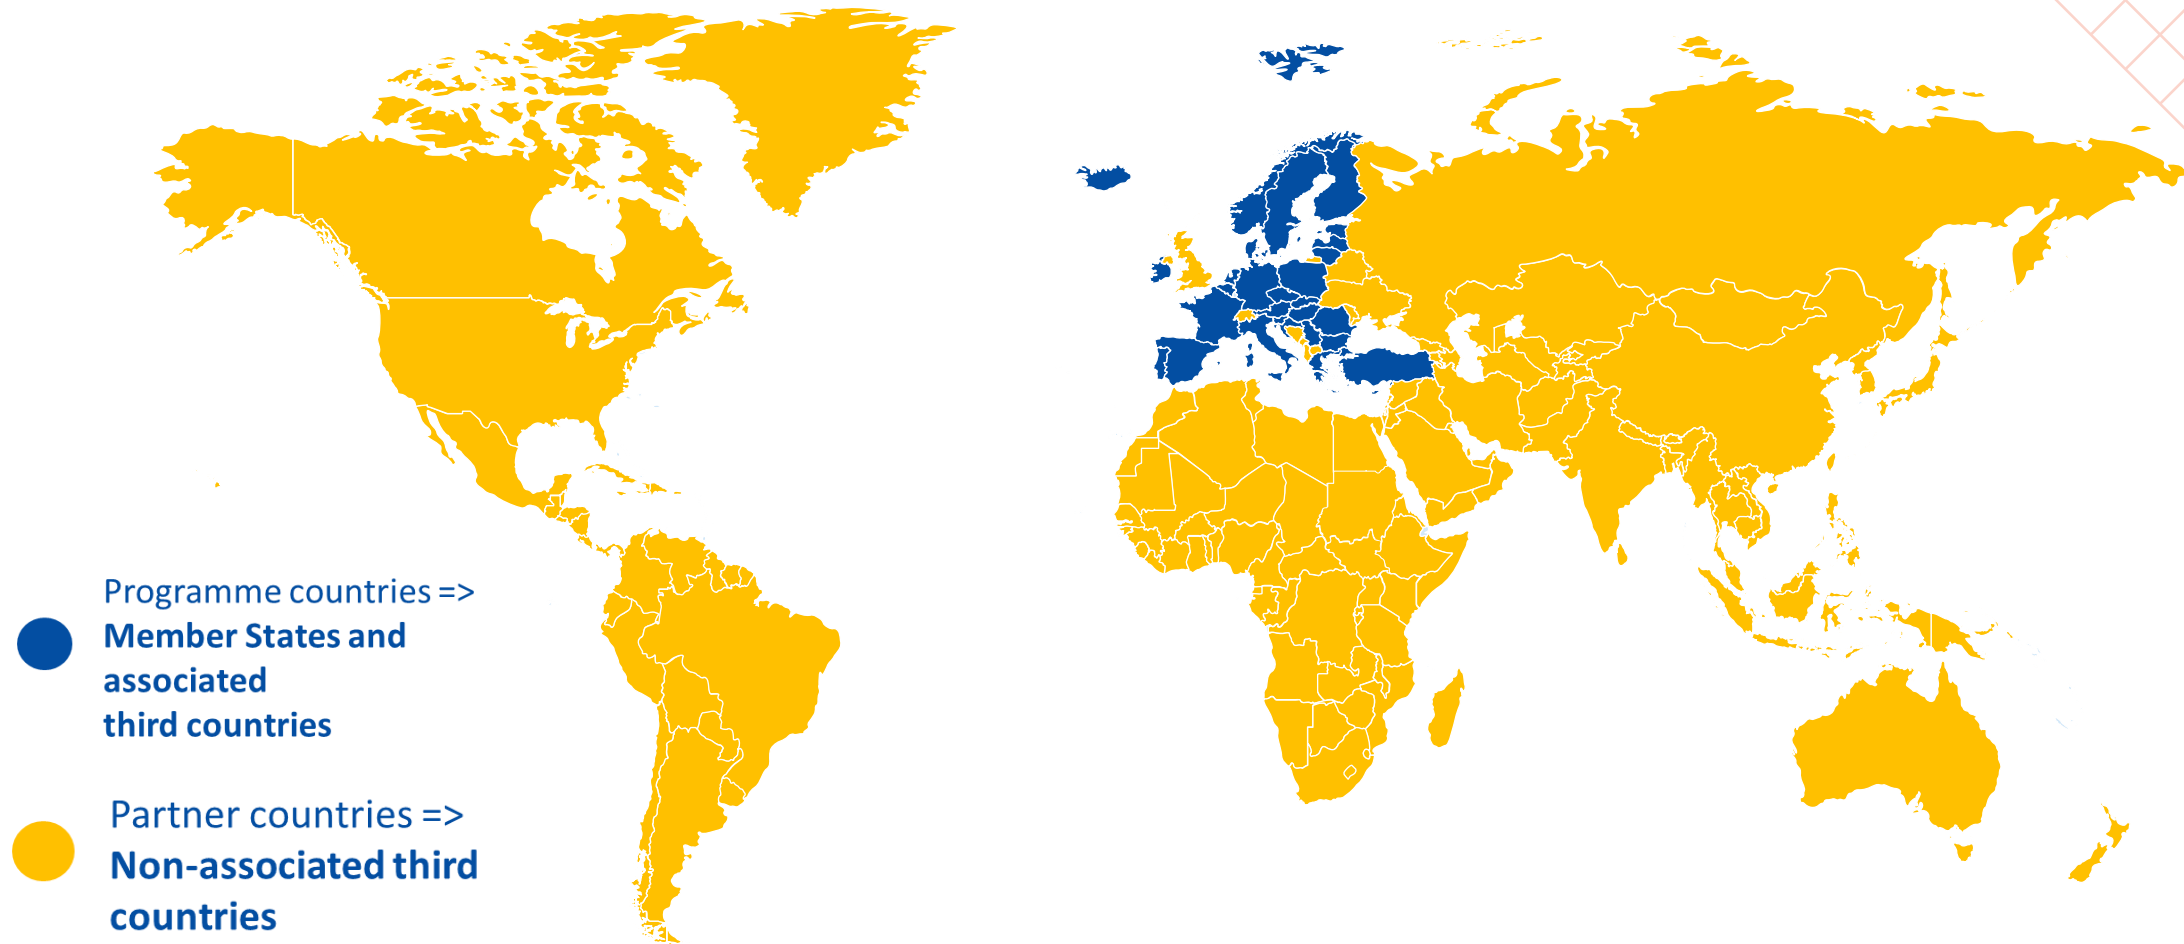 Programme countries =>
Member States and
associated
third countries
Partner countries =>
Non-associated third
countries